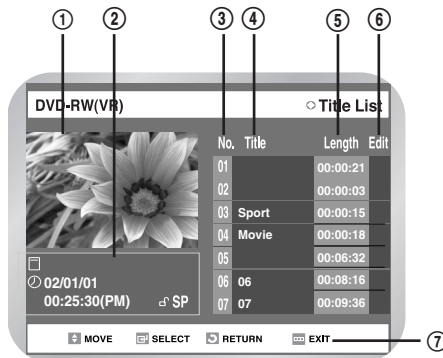 ① ② ③ ④ ⑤ ⑥
DVD-RW(VR) Title List
No. Title Length Edit
01 00:00:21
02 00:00:03
03 Sport 00:00:15
04 Movie 00:00:18
05 00:06:32
06 06 00:08:16
07 07 00:09:36
02/01/01
00:25:30(PM) SP
MOVE SELECT RETURN EXIT ⑦